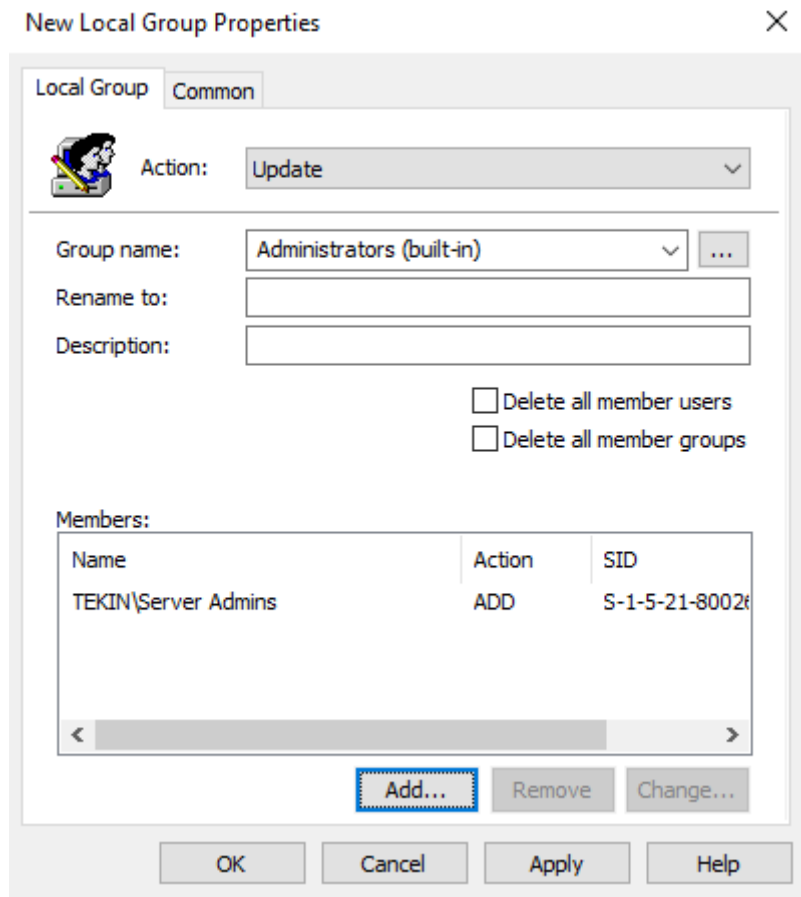 New Local Group Properties
Local Group Common
Action: Update
Group name: Administrators (built-in) ...
Rename to:
Description:
Delete all member users
Delete all member groups
Members:
Name Action SID
TEKIN\Server Admins ADD S-1-5-21-80026
Add... Remove Change...
OK Cancel Apply Help